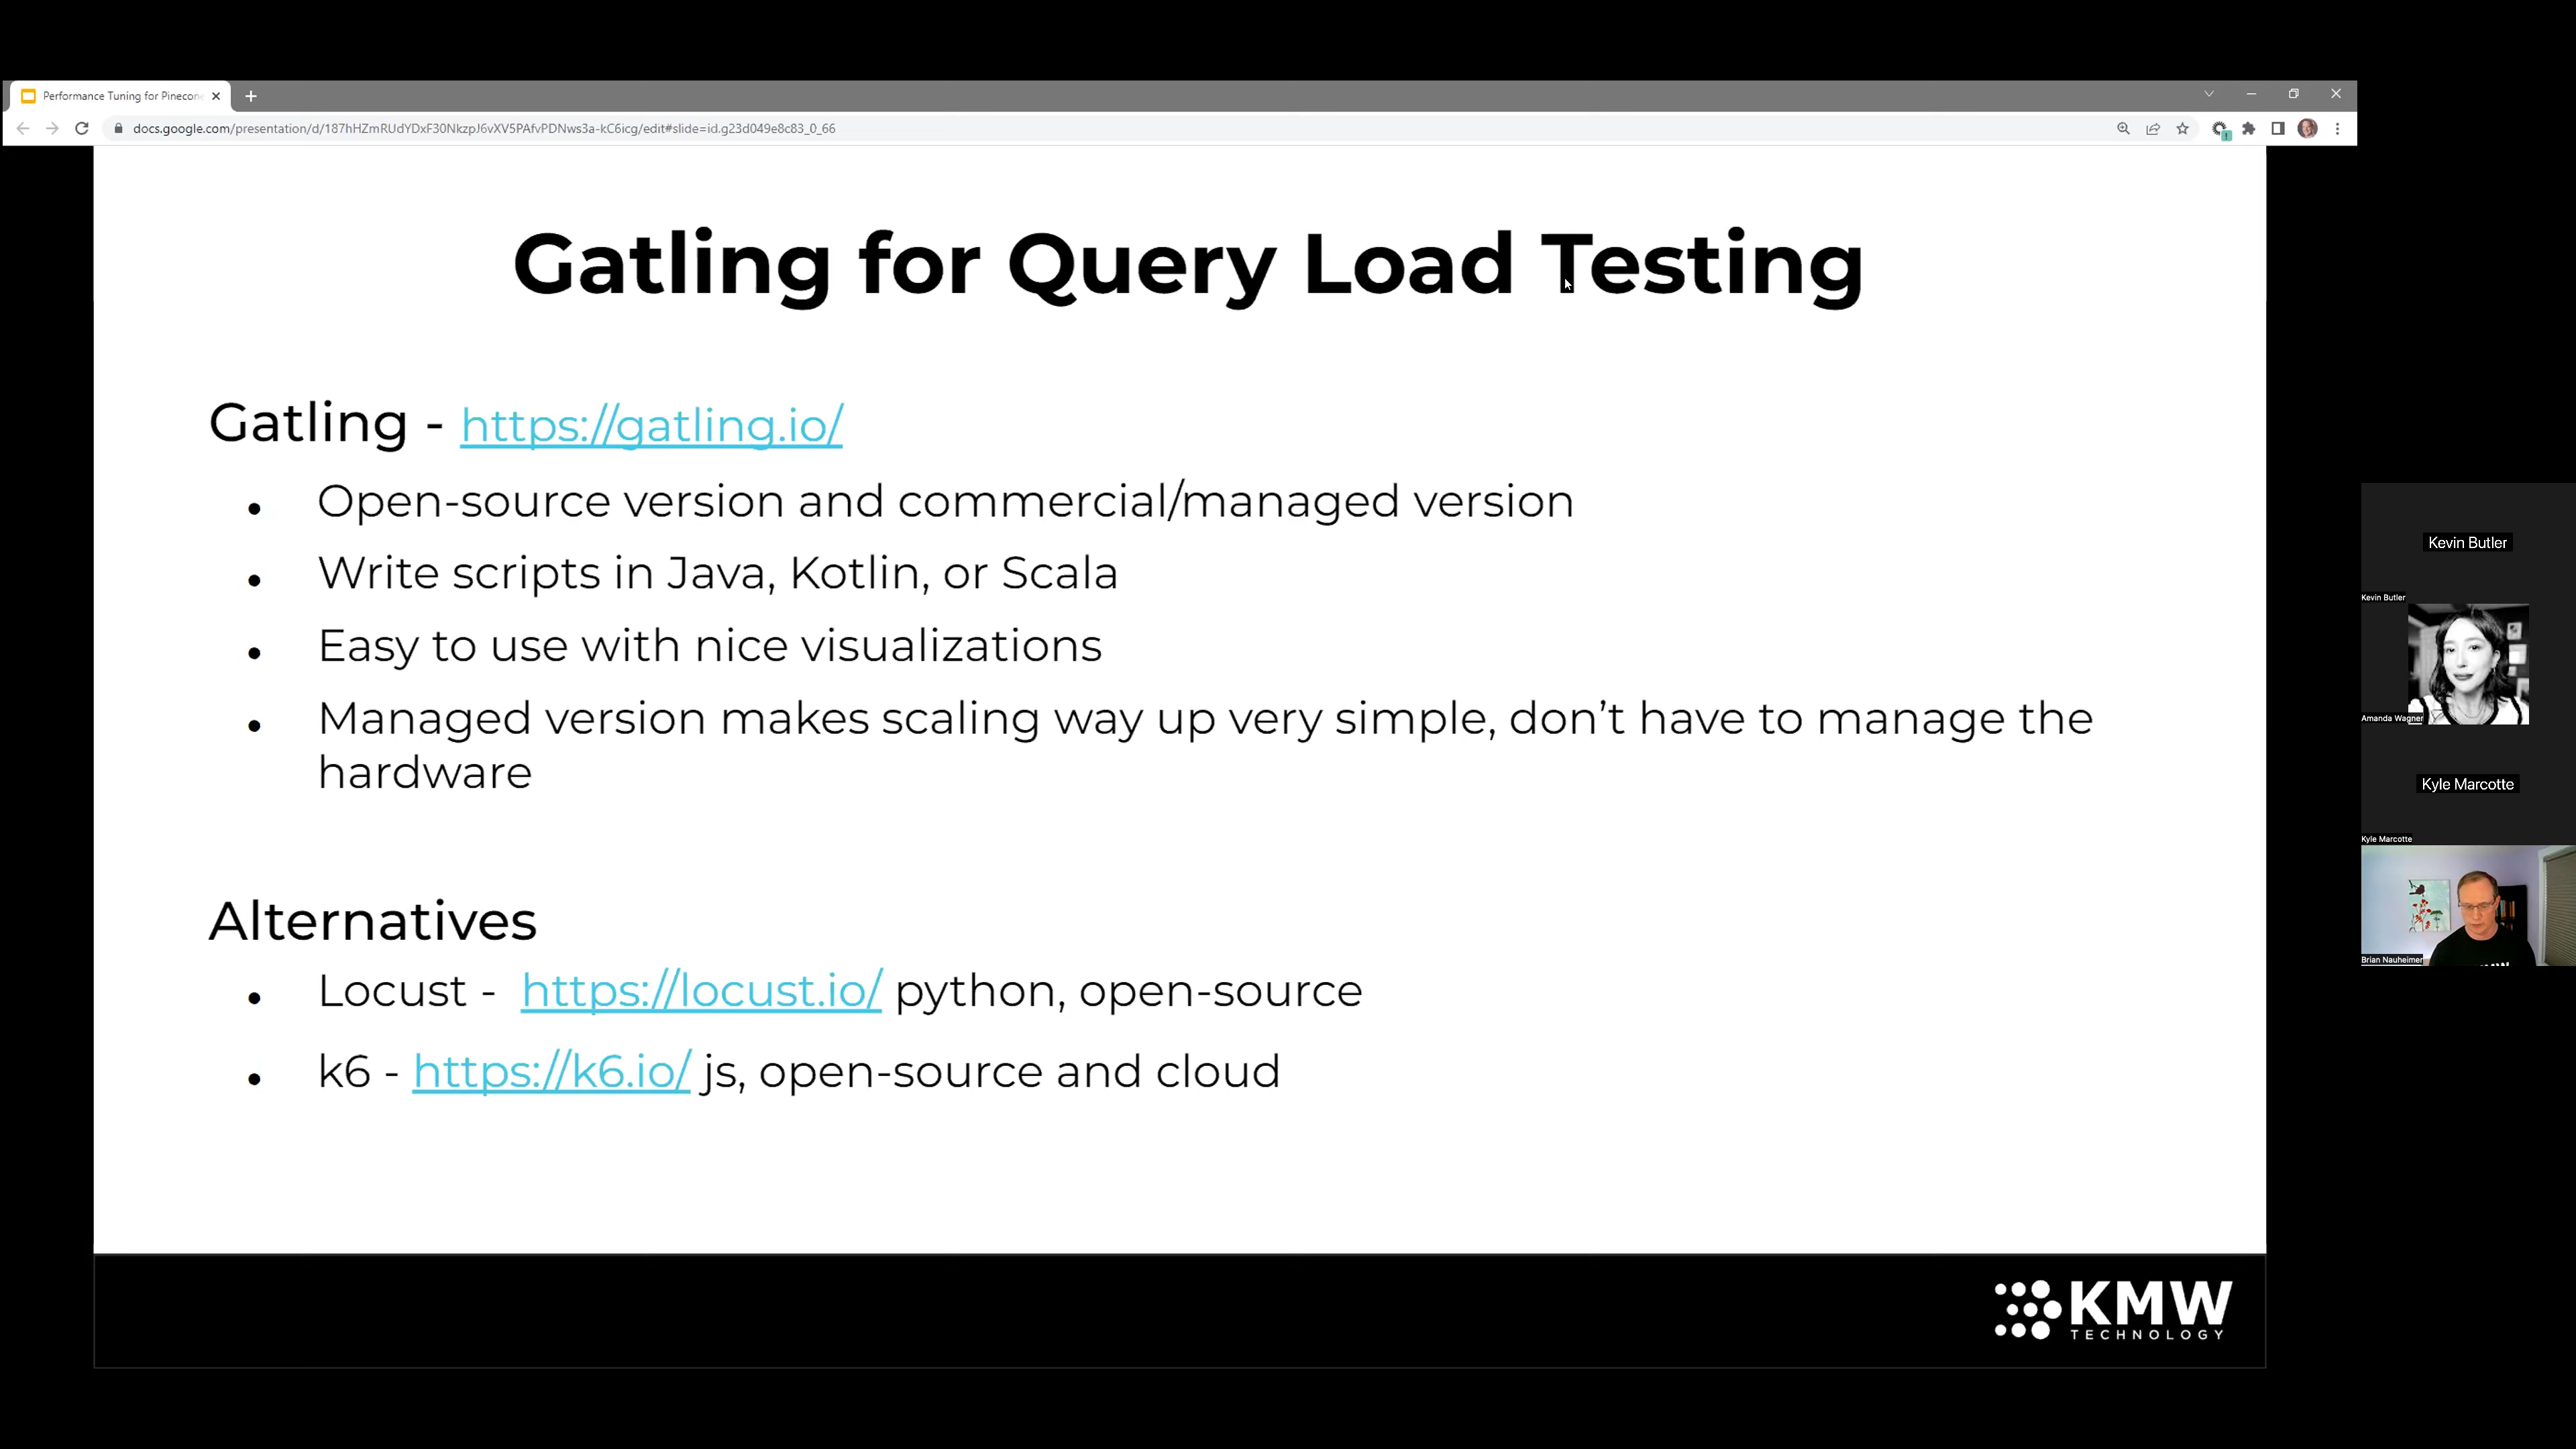 Performance Tuning for Pinecon
docs.google.com/presentation/d/187hHZmRUdYDxF30NkzpJ6vXV5PAfvPDNws3a-kC6icg/edit#slide=id.g23d049e8c83_0_66
Gatling for Query Load Testing
Gatling - https://gatling.io/
● Open-source version and commercial/managed version
● Write scripts in Java, Kotlin, or Scala
● Easy to use with nice visualizations
● Managed version makes scaling way up very simple, don’t have to manage the
hardware
Alternatives
● Locust - https://locust.io/ python, open-source
● k6 - https://k6.io/ js, open-source and cloud
KMW
TECHNOLOGY
Kevin Butler
Kevin Butler
Amanda Wagner
Kyle Marcotte
Kyle Marcotte
Brian Nauheimer